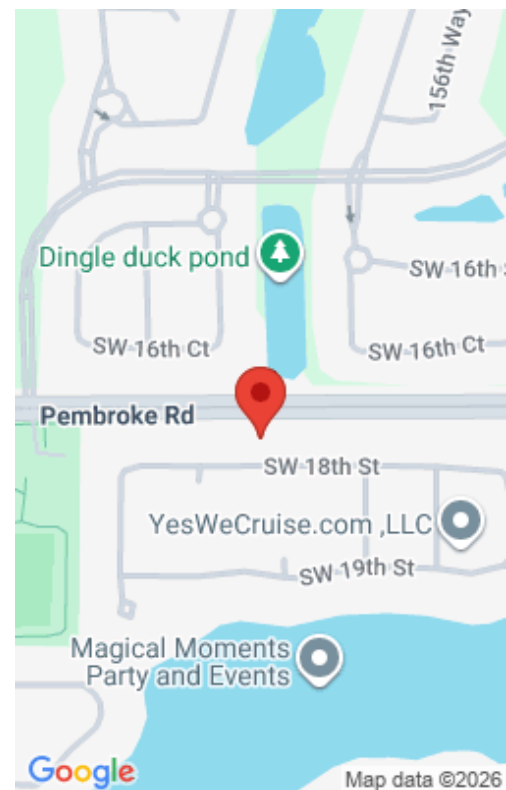 156th Way
Dingle duck pond
SW 16th
SW 16th Ct
SW 16th Ct
Pembroke Rd
SW 18th St
YesWeCruise.com ,LLC
SW 19th St
Magical Moments
Party and Events
Google
Map data ©2026